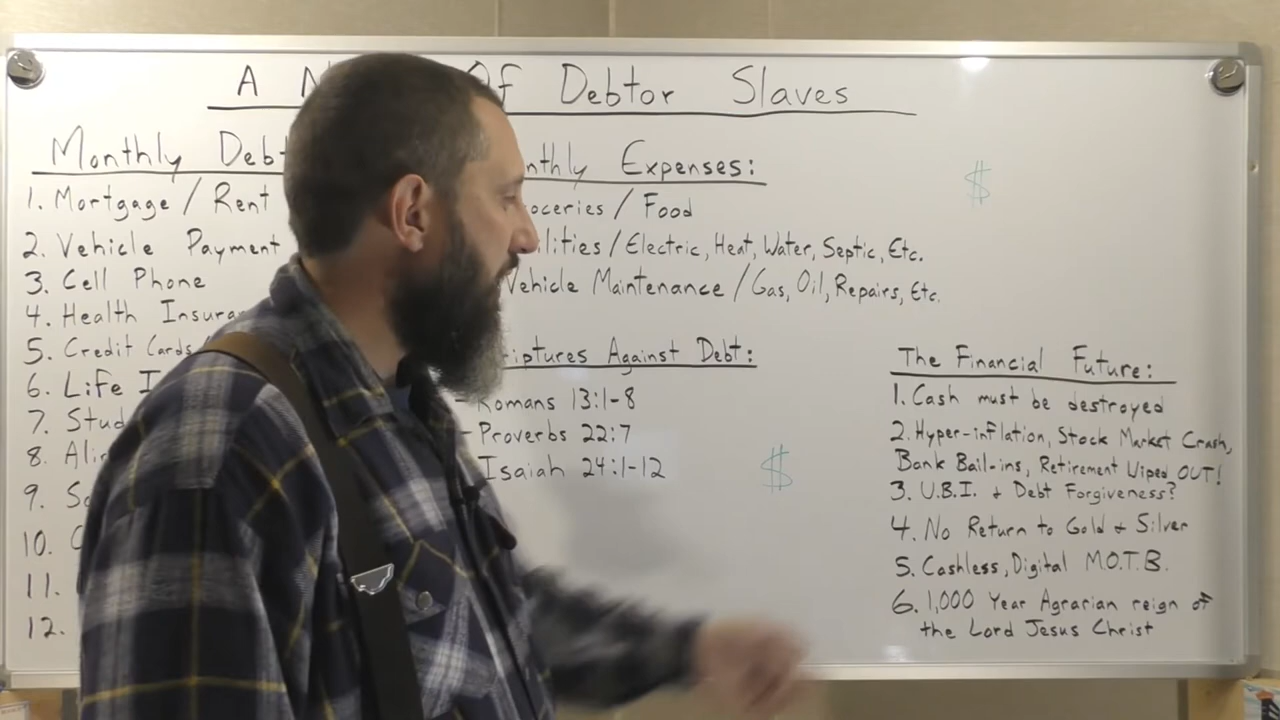 A Of Debtor Slaves
Monthly Debt
1. Mortgage / Rent
2. Vehicle Payment
3. Cell Phone
4. Health Insura
5. Credit Cards
6. Life I
7. Stud
8. Ali
9. S
10. C
11.
12.
nthly Expenses:
oceries / Food
ilities / Electric, Heat, Water, Septic, Etc.
Vehicle Maintenance / Gas, Oil, Repairs, Etc.
iptures Against Debt:
- Romans 13:1-8
- Proverbs 22:7
Isaiah 24:1-12
$
$
The Financial Future:
1. Cash must be destroyed
2. Hyper-inflation, Stock Market Crash,
Bank Bail-ins, Retirement Wiped OUT!
3. U.B.I. + Debt Forgiveness?
4. No Return to Gold + Silver
5. Cashless, Digital M.O.T.B.
6. 1,000 Year Agrarian reign of
the Lord Jesus Christ